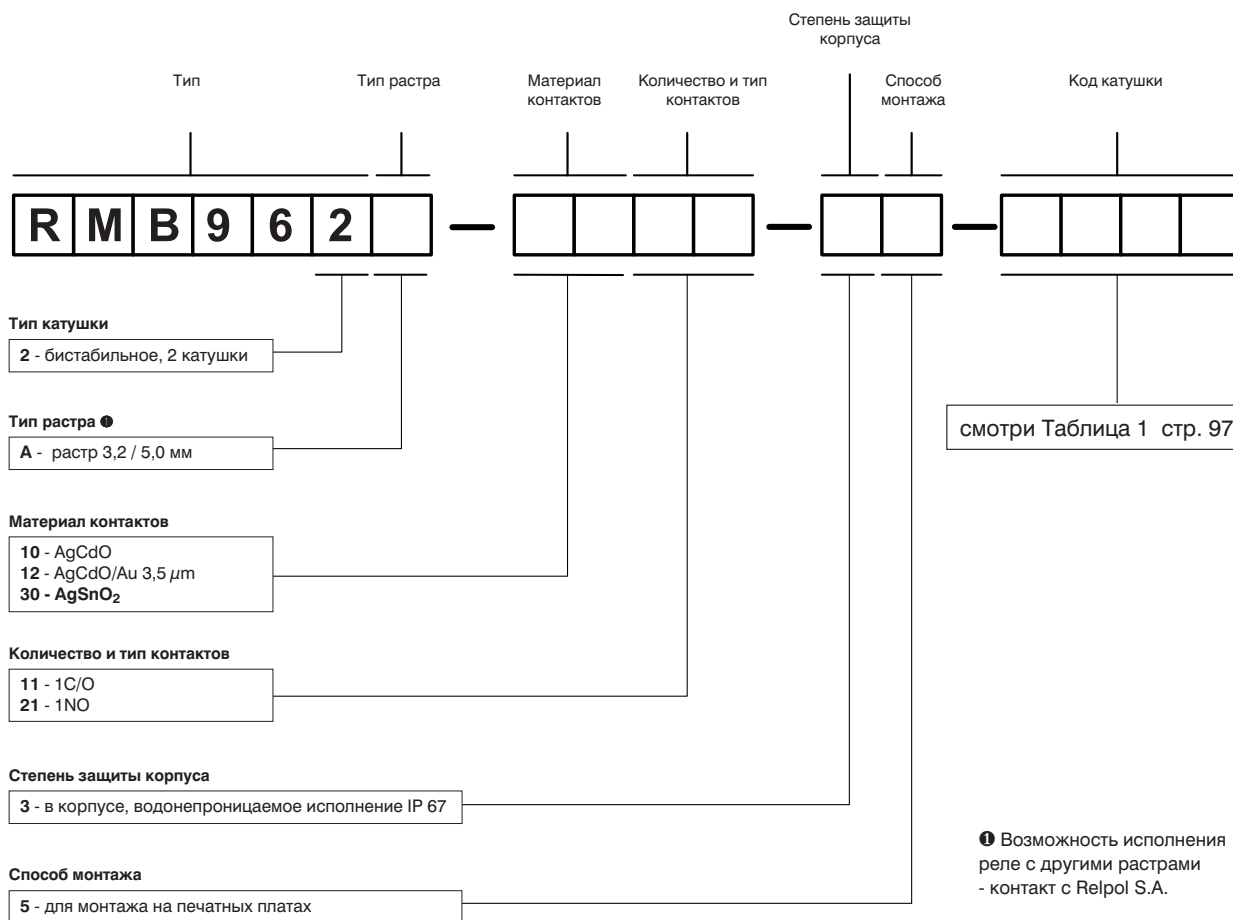 Степень защиты
корпуса
Тип
Тип растра
Материал
контактов
Количество и тип
контактов
Способ
монтажа
Код катушки
RMB962 — — —
Тип катушки
2 - бистабильное, 2 катушки
Тип растра ❶
A - растр 3,2 / 5,0 мм
смотри Таблица 1 стр. 97
Материал контактов
10 - AgCdO
12 - AgCdO/Au 3,5 µm
30 - AgSnO₂
Количество и тип контактов
11 - 1C/O
21 - 1NO
Степень защиты корпуса
3 - в корпусе, водонепроницаемое исполнение IP 67
❶ Возможность исполнения
реле с другими растрами
- контакт с Relpol S.A.
Способ монтажа
5 - для монтажа на печатных платах